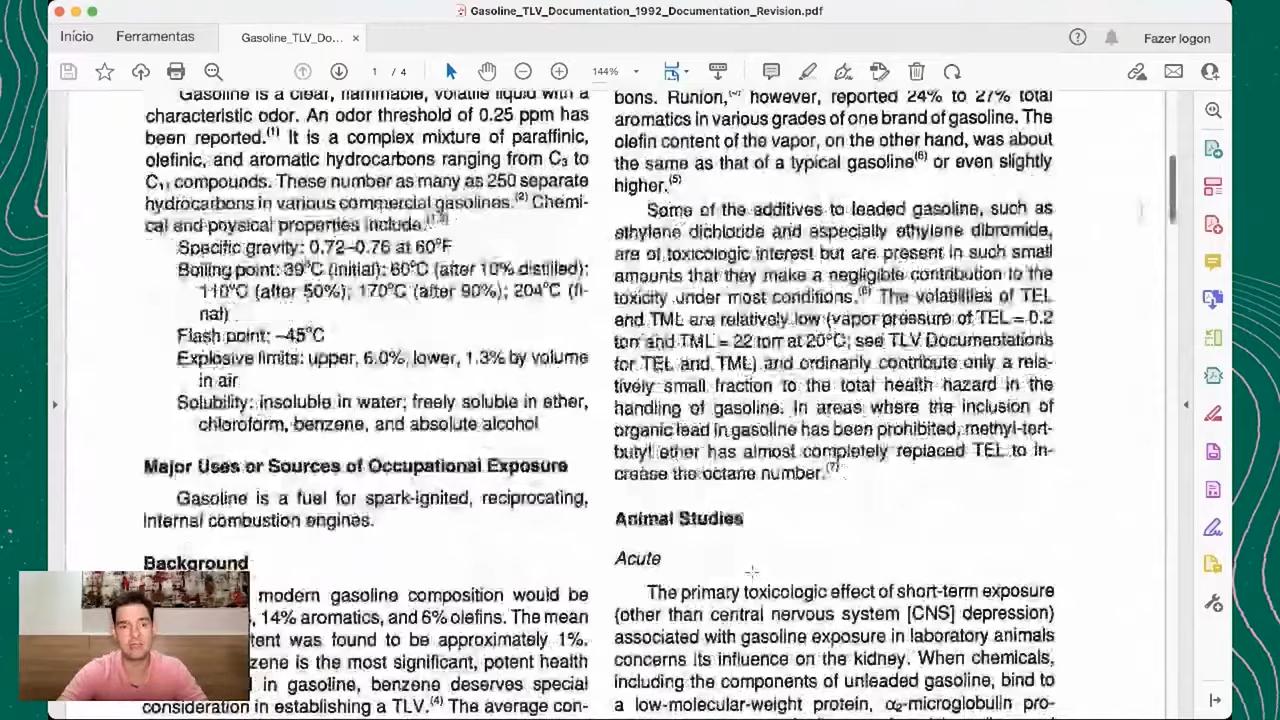 Gasoline_TLV_Documentation_1992_Documentation_Revision.pdf
Início
Ferramentas
Gasoline_TLV_Do...
Fazer logon
1 / 4
144%
Gasoline is a clear, flammable, volatile liquid with a
characteristic odor. An odor threshold of 0.25 ppm has
been reported.(1) It is a complex mixture of paraffinic,
olefinic, and aromatic hydrocarbons ranging from C3 to
C11 compounds. These number as many as 250 separate
hydrocarbons in various commercial gasolines.(2) Chemi-
cal and physical properties include:
Specific gravity: 0.72–0.76 at 60°F
Boiling point: 39°C (initial); 60°C (after 10% distilled);
110°C (after 50%); 170°C (after 90%); 204°C (fi-
nal)
Flash point: –45°C
Explosive limits: upper, 6.0%, lower, 1.3% by volume
in air
Solubility: insoluble in water; freely soluble in ether,
chloroform, benzene, and absolute alcohol
Major Uses or Sources of Occupational Exposure
Gasoline is a fuel for spark-ignited, reciprocating,
internal combustion engines.
Background
modern gasoline composition would be
, 14% aromatics, and 6% olefins. The mean
tent was found to be approximately 1%.
zene is the most significant, potent health
in gasoline, benzene deserves special
consideration in establishing a TLV.(4) The average con-
bons. Runion,(5) however, reported 24% to 27% total
aromatics in various grades of one brand of gasoline. The
olefin content of the vapor, on the other hand, was about
the same as that of a typical gasoline(6) or even slightly
higher.(5)
Some of the additives to leaded gasoline, such as
ethylene dichloride and especially ethylene dibromide,
are of toxicologic interest but are present in such small
amounts that they make a negligible contribution to the
toxicity under most conditions.(6) The volatilities of TEL
and TML are relatively low (vapor pressure of TEL = 0.2
torr and TML = 22 torr at 20°C; see TLV Documentations
for TEL and TML) and ordinarily contribute only a rela-
tively small fraction to the total health hazard in the
handling of gasoline. In areas where the inclusion of
organic lead in gasoline has been prohibited, methyl-tert-
butyl ether has almost completely replaced TEL to in-
crease the octane number.(7)
Animal Studies
Acute
The primary toxicologic effect of short-term exposure
(other than central nervous system [CNS] depression)
associated with gasoline exposure in laboratory animals
concerns its influence on the kidney. When chemicals,
including the components of unleaded gasoline, bind to
a low-molecular-weight protein, α2-microglobulin pro-